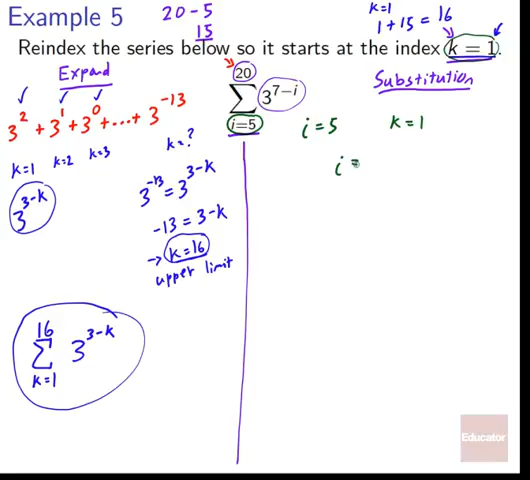 Example 5
20 - 5
15
k=1
1 + 15 = 16
Reindex the series below so it starts at the index k = 1.
Expand
3^2 + 3^1 + 3^0 + ... + 3^-13
k=1 k=2 k=3
3^3-k
k=?
3^-13 = 3^3-k
-13 = 3-k
→ k=16
upper limit
16
Σ 3^3-k
k=1
20
∑ 3^7−i
i=5
Substitution
i = 5 k = 1
i =
Educator